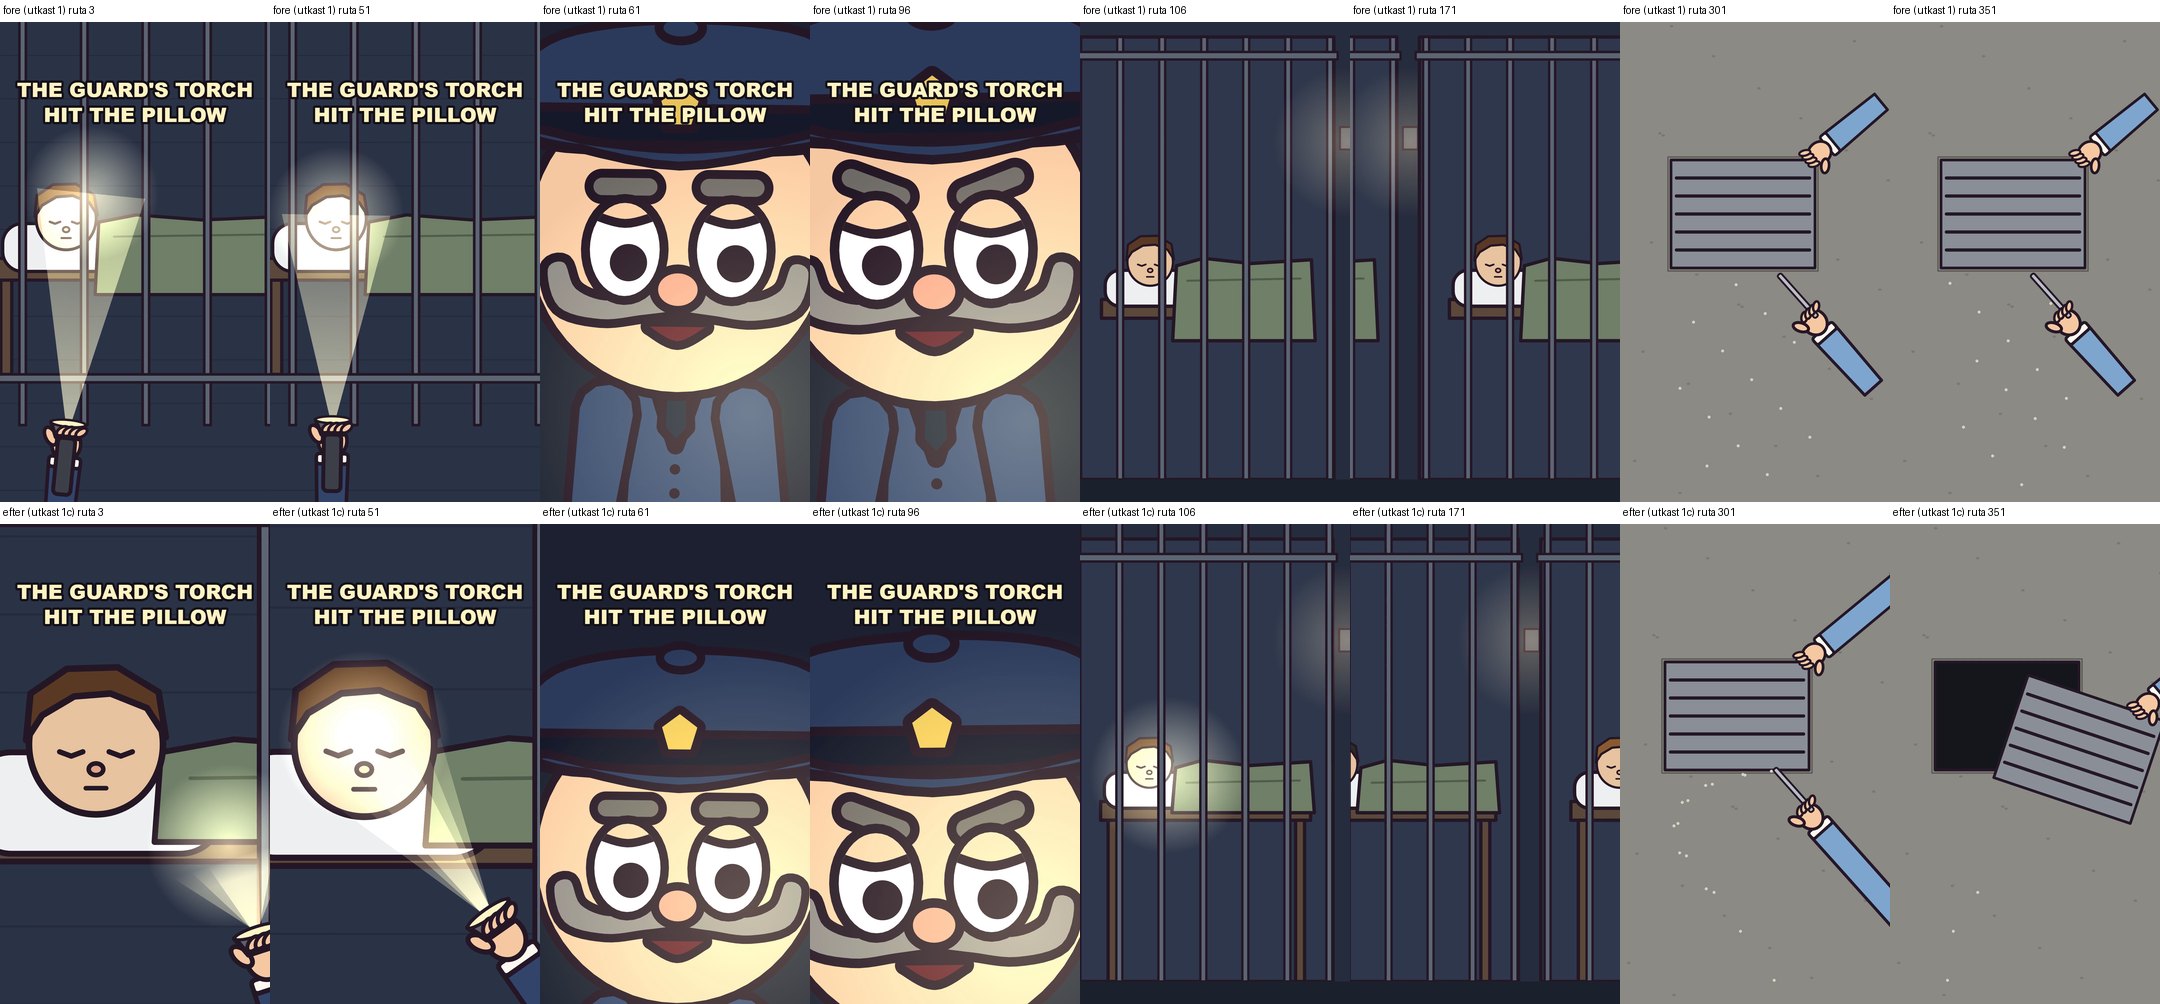 fore (utkast 1) ruta 3
fore (utkast 1) ruta 51
fore (utkast 1) ruta 61
fore (utkast 1) ruta 96
fore (utkast 1) ruta 106
fore (utkast 1) ruta 171
fore (utkast 1) ruta 301
fore (utkast 1) ruta 351
THE GUARD'S TORCH
HIT THE PILLOW
THE GUARD'S TORCH
HIT THE PILLOW
THE GUARD'S TORCH
HIT THE PILLOW
THE GUARD'S TORCH
HIT THE PILLOW
efter (utkast 1c) ruta 3
efter (utkast 1c) ruta 51
efter (utkast 1c) ruta 61
efter (utkast 1c) ruta 96
efter (utkast 1c) ruta 106
efter (utkast 1c) ruta 171
efter (utkast 1c) ruta 301
efter (utkast 1c) ruta 351
THE GUARD'S TORCH
HIT THE PILLOW
THE GUARD'S TORCH
HIT THE PILLOW
THE GUARD'S TORCH
HIT THE PILLOW
THE GUARD'S TORCH
HIT THE PILLOW